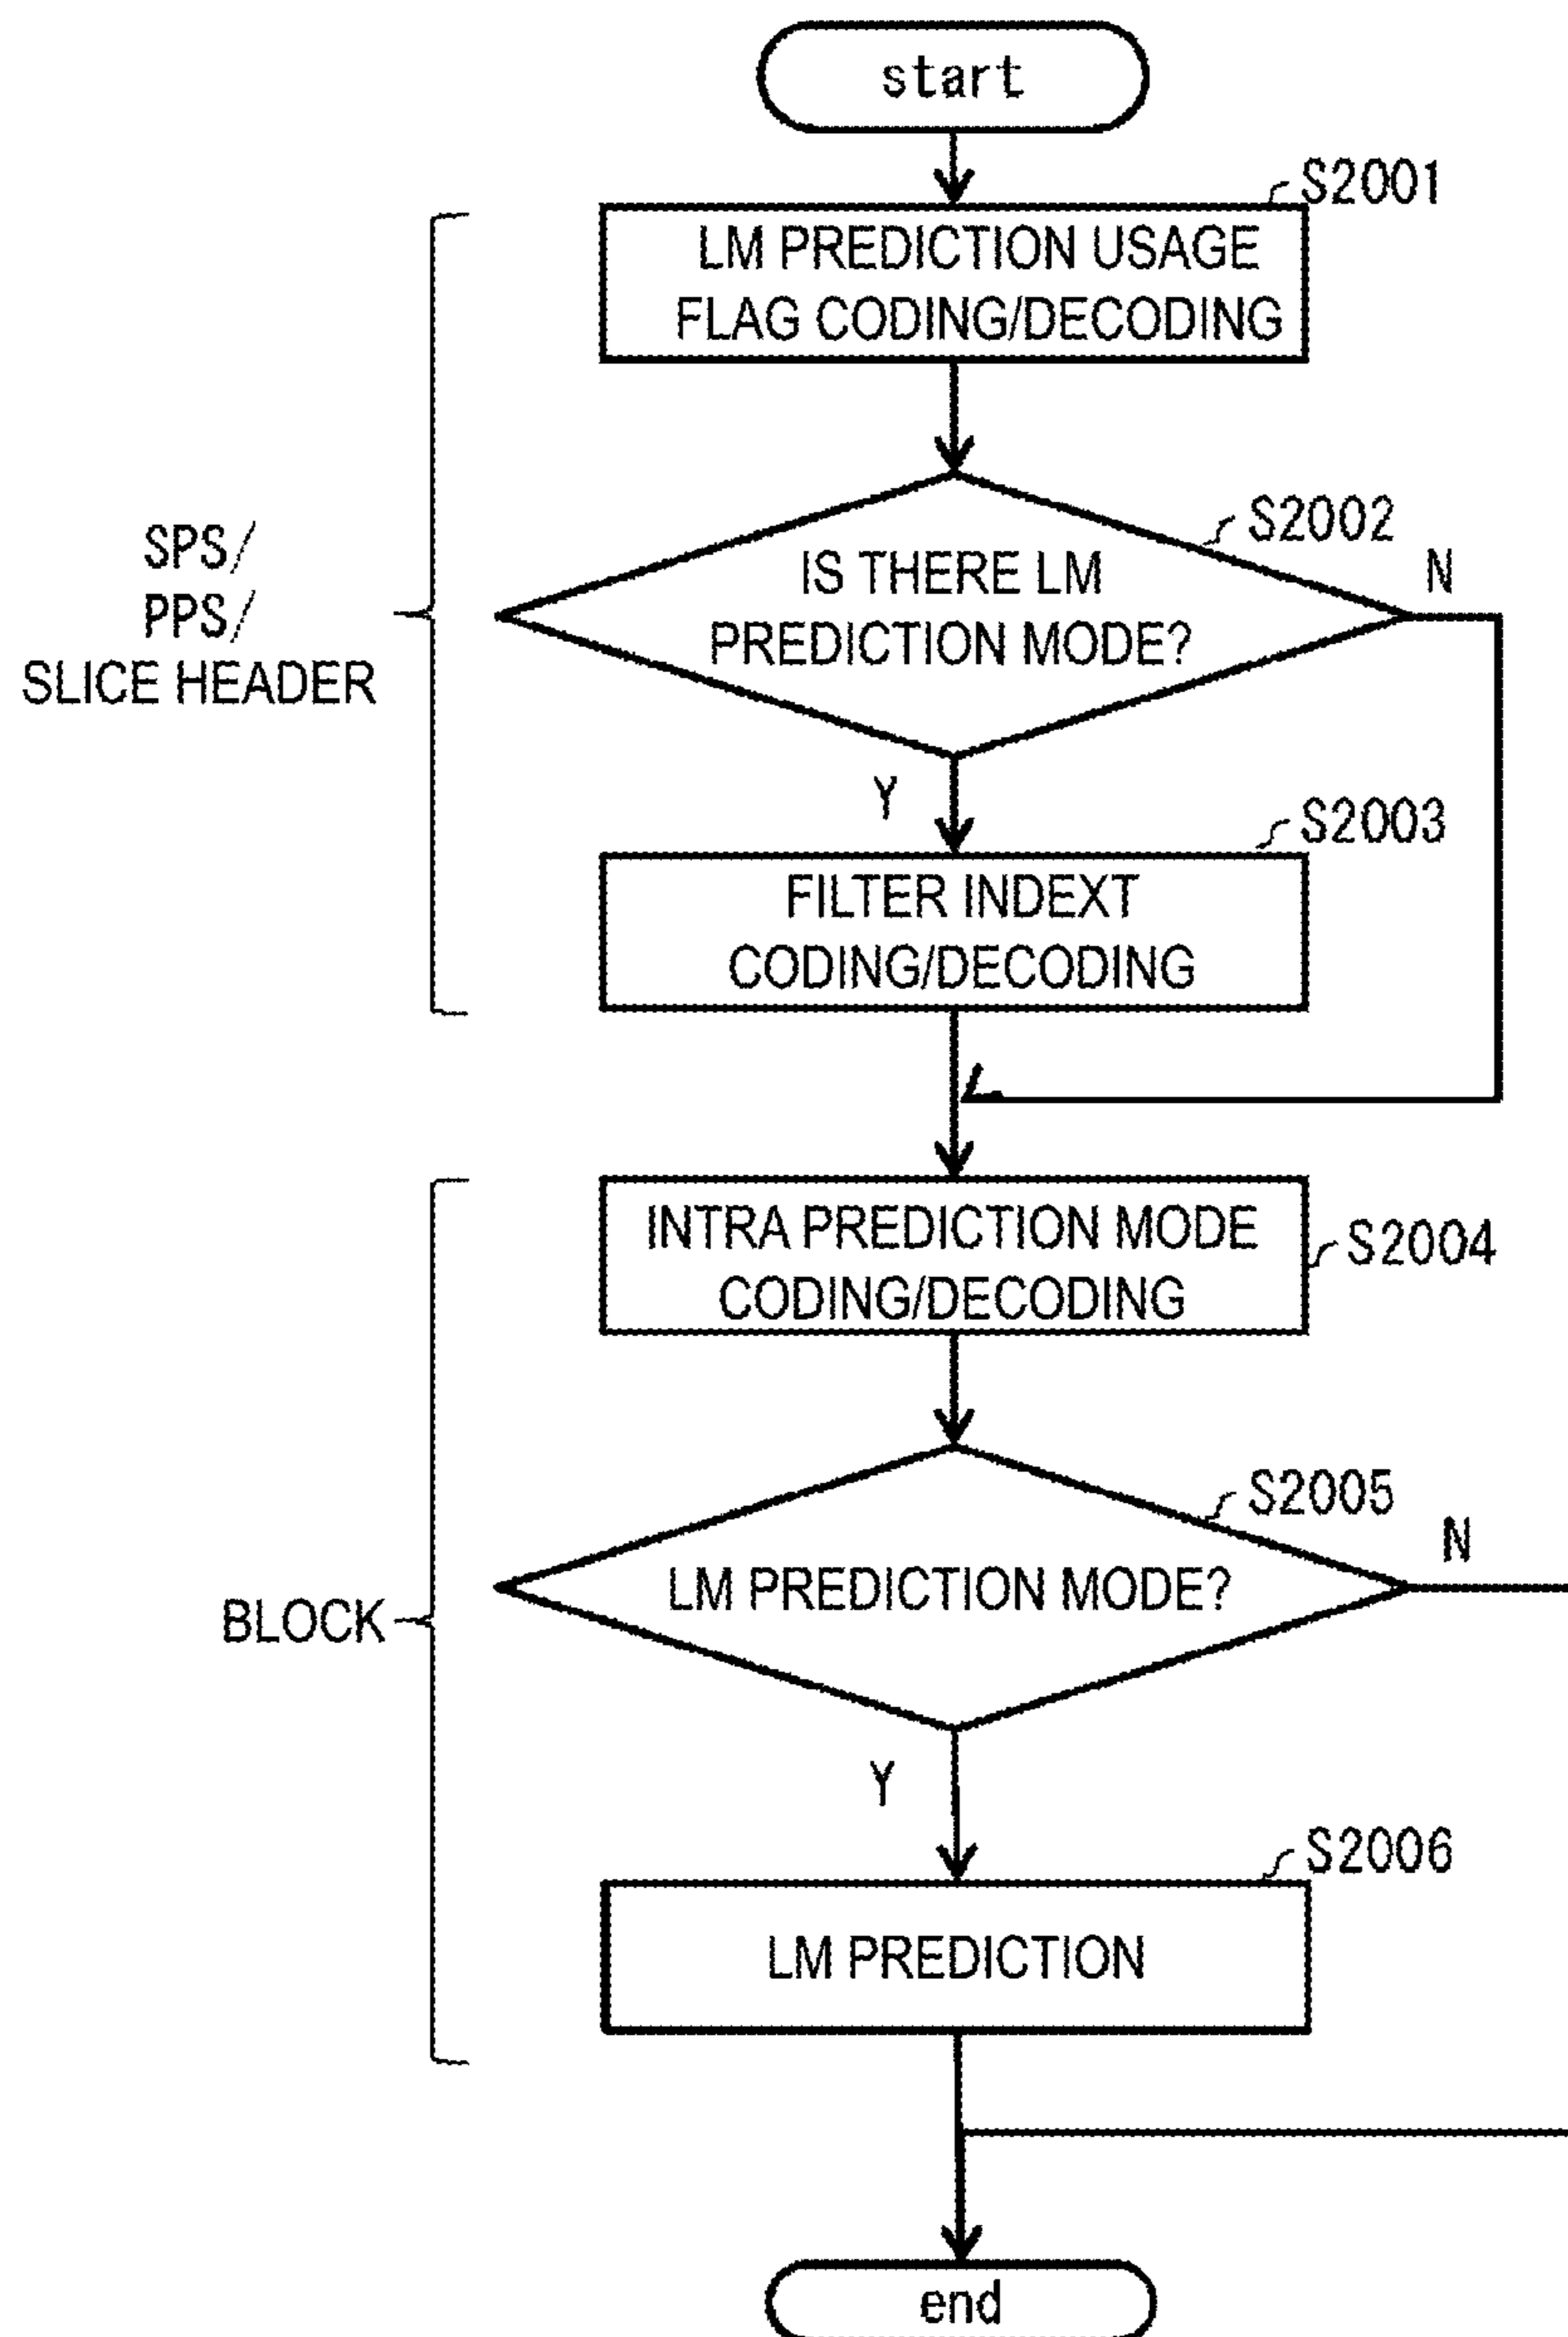 start
S2001
LM PREDICTION USAGE
FLAG CODING/DECODING
S2002
IS THERE LM
PREDICTION MODE?
N
SPS/
PPS/
SLICE HEADER
Y
S2003
FILTER INDEXT
CODING/DECODING
INTRA PREDICTION MODE
CODING/DECODING
S2004
S2005
LM PREDICTION MODE?
N
BLOCK
Y
S2006
LM PREDICTION
end